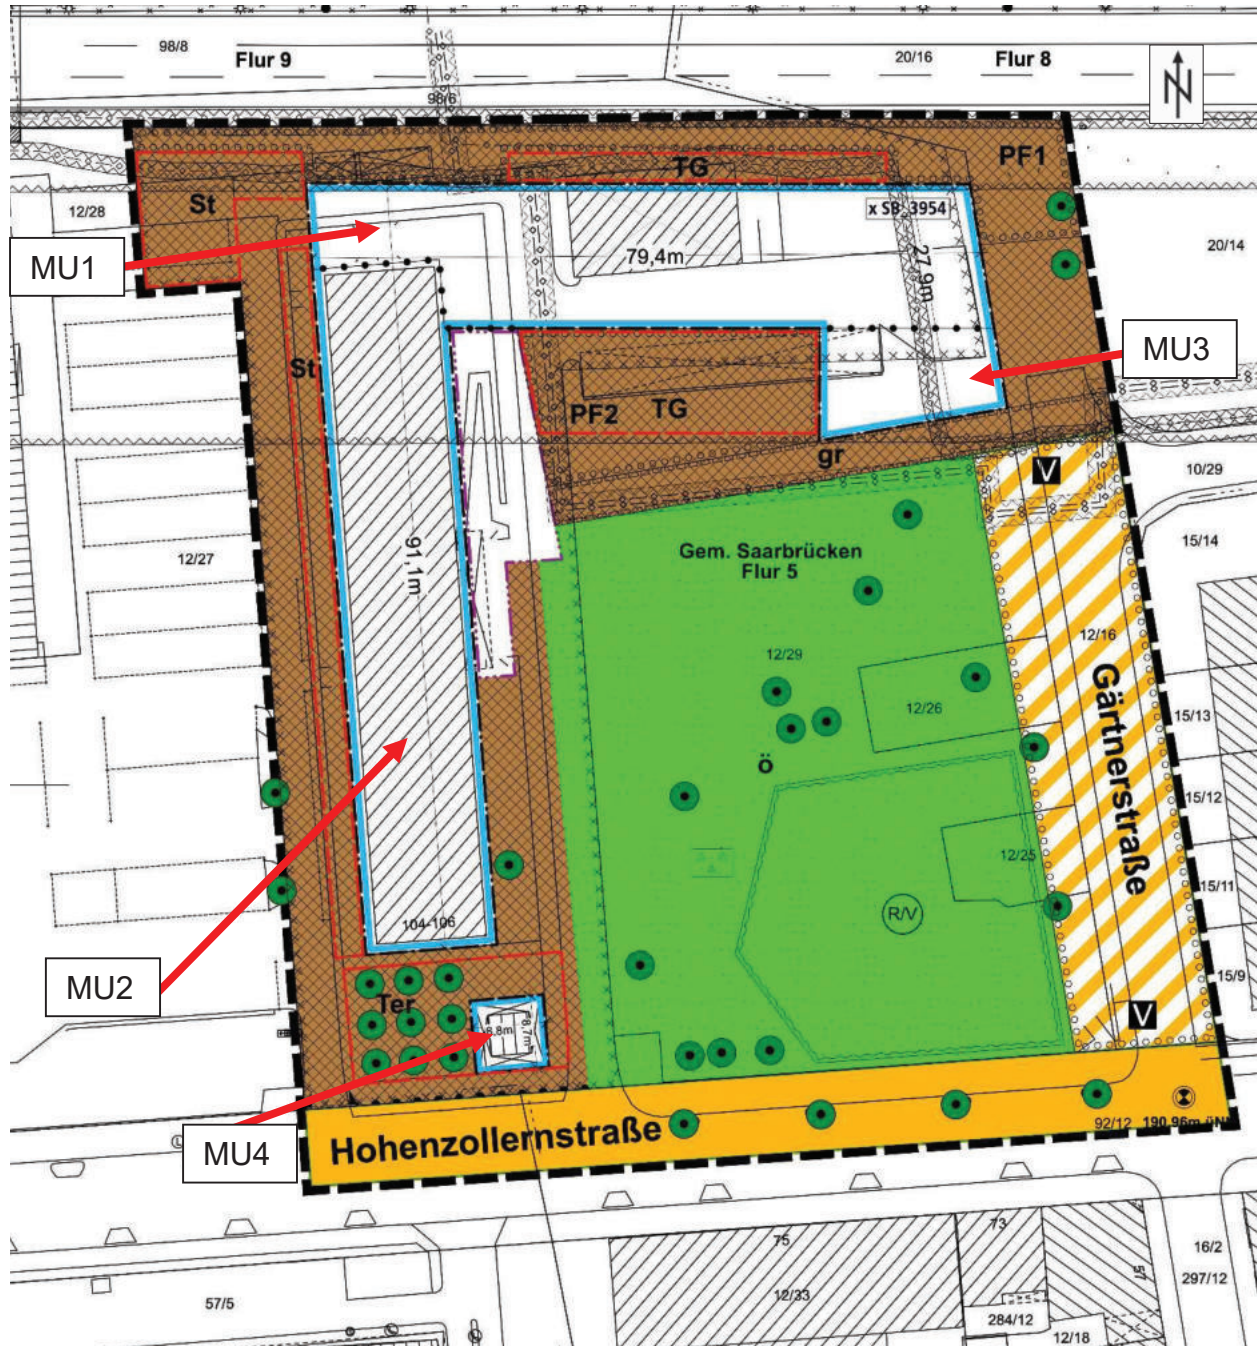 98/8
Flur 9
20/16
Flur 8
98/6
N
TG
PF1
12/28
St
x SB_3954
20/14
MU1
79,4m
27,9m
MU3
St
PF2
TG
gr
V
10/29
91,1m
12/27
Gem. Saarbrücken
Flur 5
15/14
12/29
12/16
12/26
Gärtnerstraße
15/13
ö
15/12
12/25
15/11
R/V
104-106
15/9
MU2
Ter
8,8m
8,7m
V
MU4
Hohenzollernstraße
92/12
190,96m üNN
75
73
57
16/2
297/12
57/5
12/33
284/12
12/18